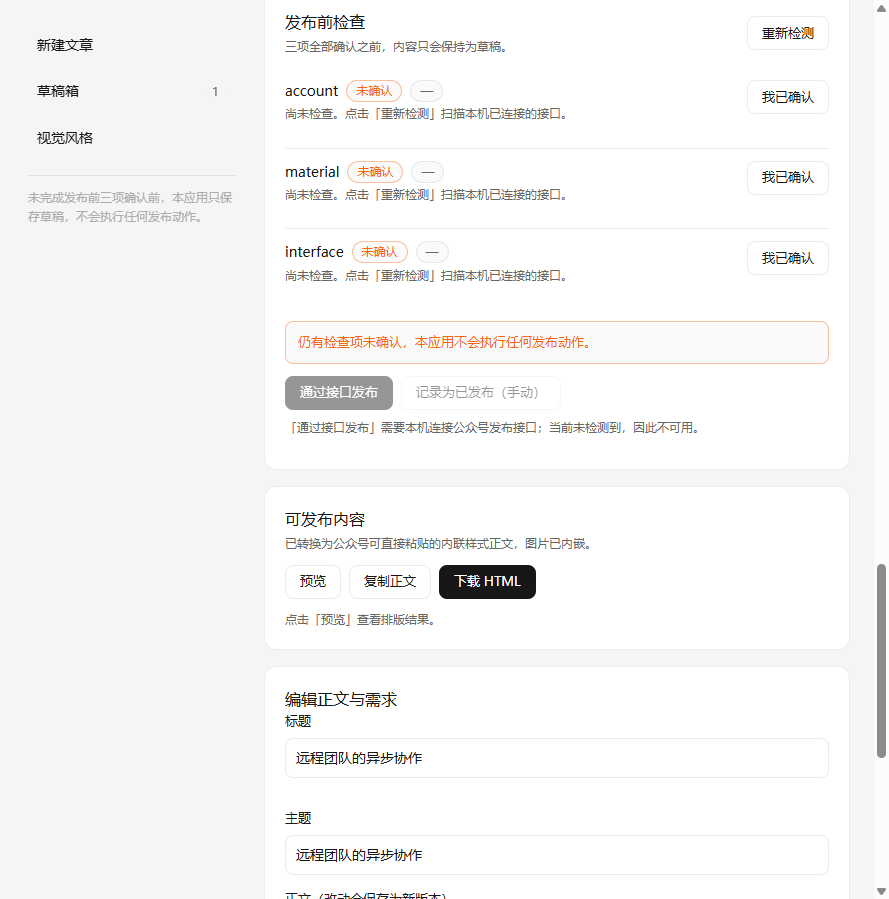 新建文章
草稿箱 1
视觉风格
未完成发布前三项确认前，本应用只保
存草稿，不会执行任何发布动作。
发布前检查
重新检测
三项全部确认之前，内容只会保持为草稿。
account 未确认 —
我已确认
尚未检查。点击「重新检测」扫描本机已连接的接口。
material 未确认 —
我已确认
尚未检查。点击「重新检测」扫描本机已连接的接口。
interface 未确认 —
我已确认
尚未检查。点击「重新检测」扫描本机已连接的接口。
仍有检查项未确认，本应用不会执行任何发布动作。
通过接口发布 记录为已发布（手动）
「通过接口发布」需要本机连接公众号发布接口；当前未检测到，因此不可用。
可发布内容
已转换为公众号可直接粘贴的内联样式正文，图片已内嵌。
预览 复制正文 下载 HTML
点击「预览」查看排版结果。
编辑正文与需求
标题
远程团队的异步协作
主题
远程团队的异步协作
正文（改动会保存为新版本）